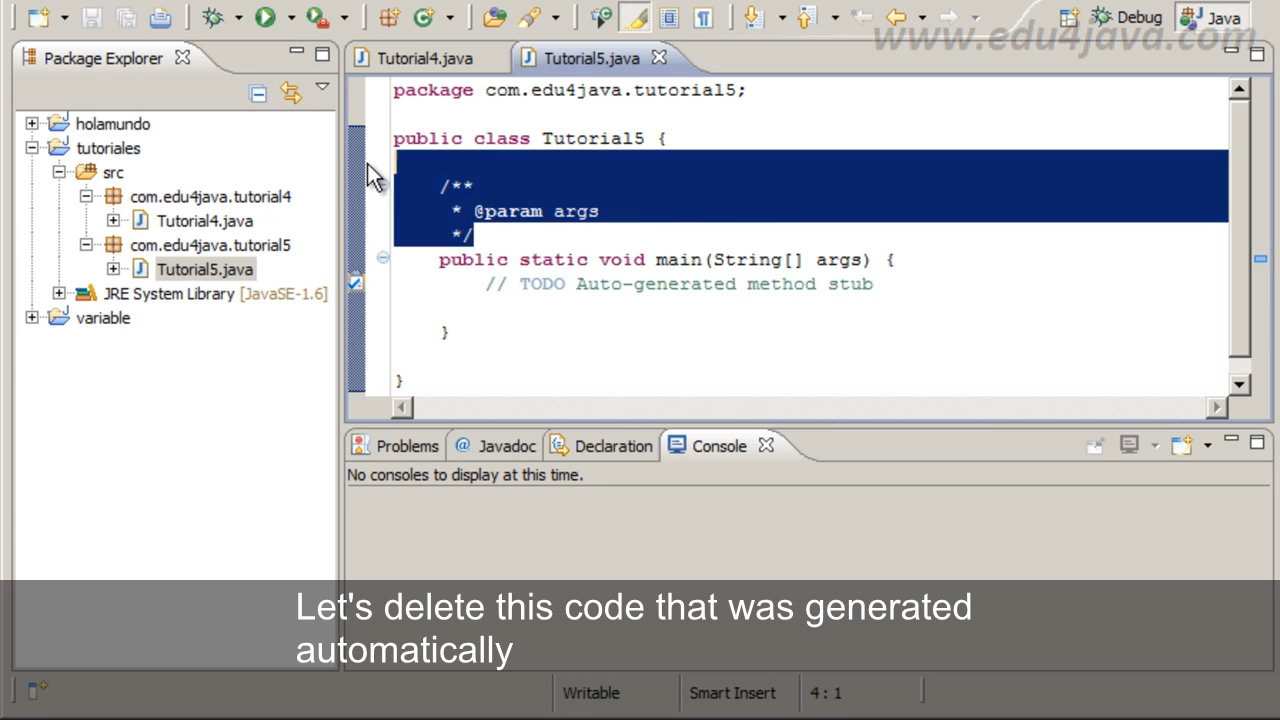 Debug
Java
www.edu4java.com
Package Explorer
Tutorial4.java
Tutorial5.java
holamundo
tutoriales
src
com.edu4java.tutorial4
Tutorial4.java
com.edu4java.tutorial5
Tutorial5.java
JRE System Library [JavaSE-1.6]
variable
package com.edu4java.tutorial5;
public class Tutorial5 {
/**
* @param args
*/
public static void main(String[] args) {
// TODO Auto-generated method stub
}
}
Problems
@ Javadoc
Declaration
Console
No consoles to display at this time.
Let's delete this code that was generated
automatically
Writable
Smart Insert
4 : 1